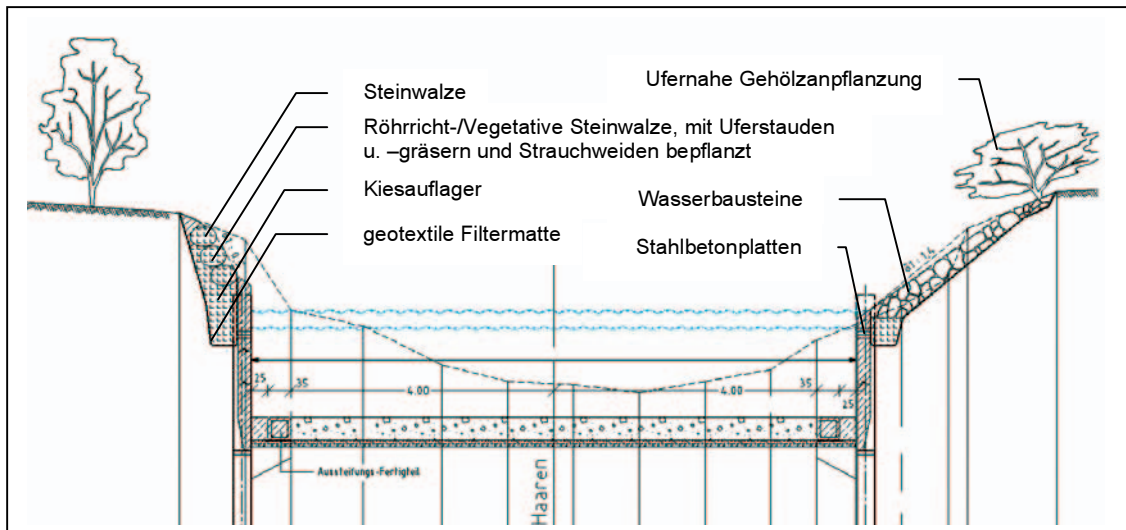 Steinwalze
Ufernahe Gehölzanpflanzung
Röhrricht-/Vegetative Steinwalze, mit Uferstauden
u. –gräsern und Strauchweiden bepflanzt
Kiesauflager
Wasserbausteine
geotextile Filtermatte
Stahlbetonplatten
25
35
4.00
4.00
35
25
Aussteifungs-Fertigteil
Haaren